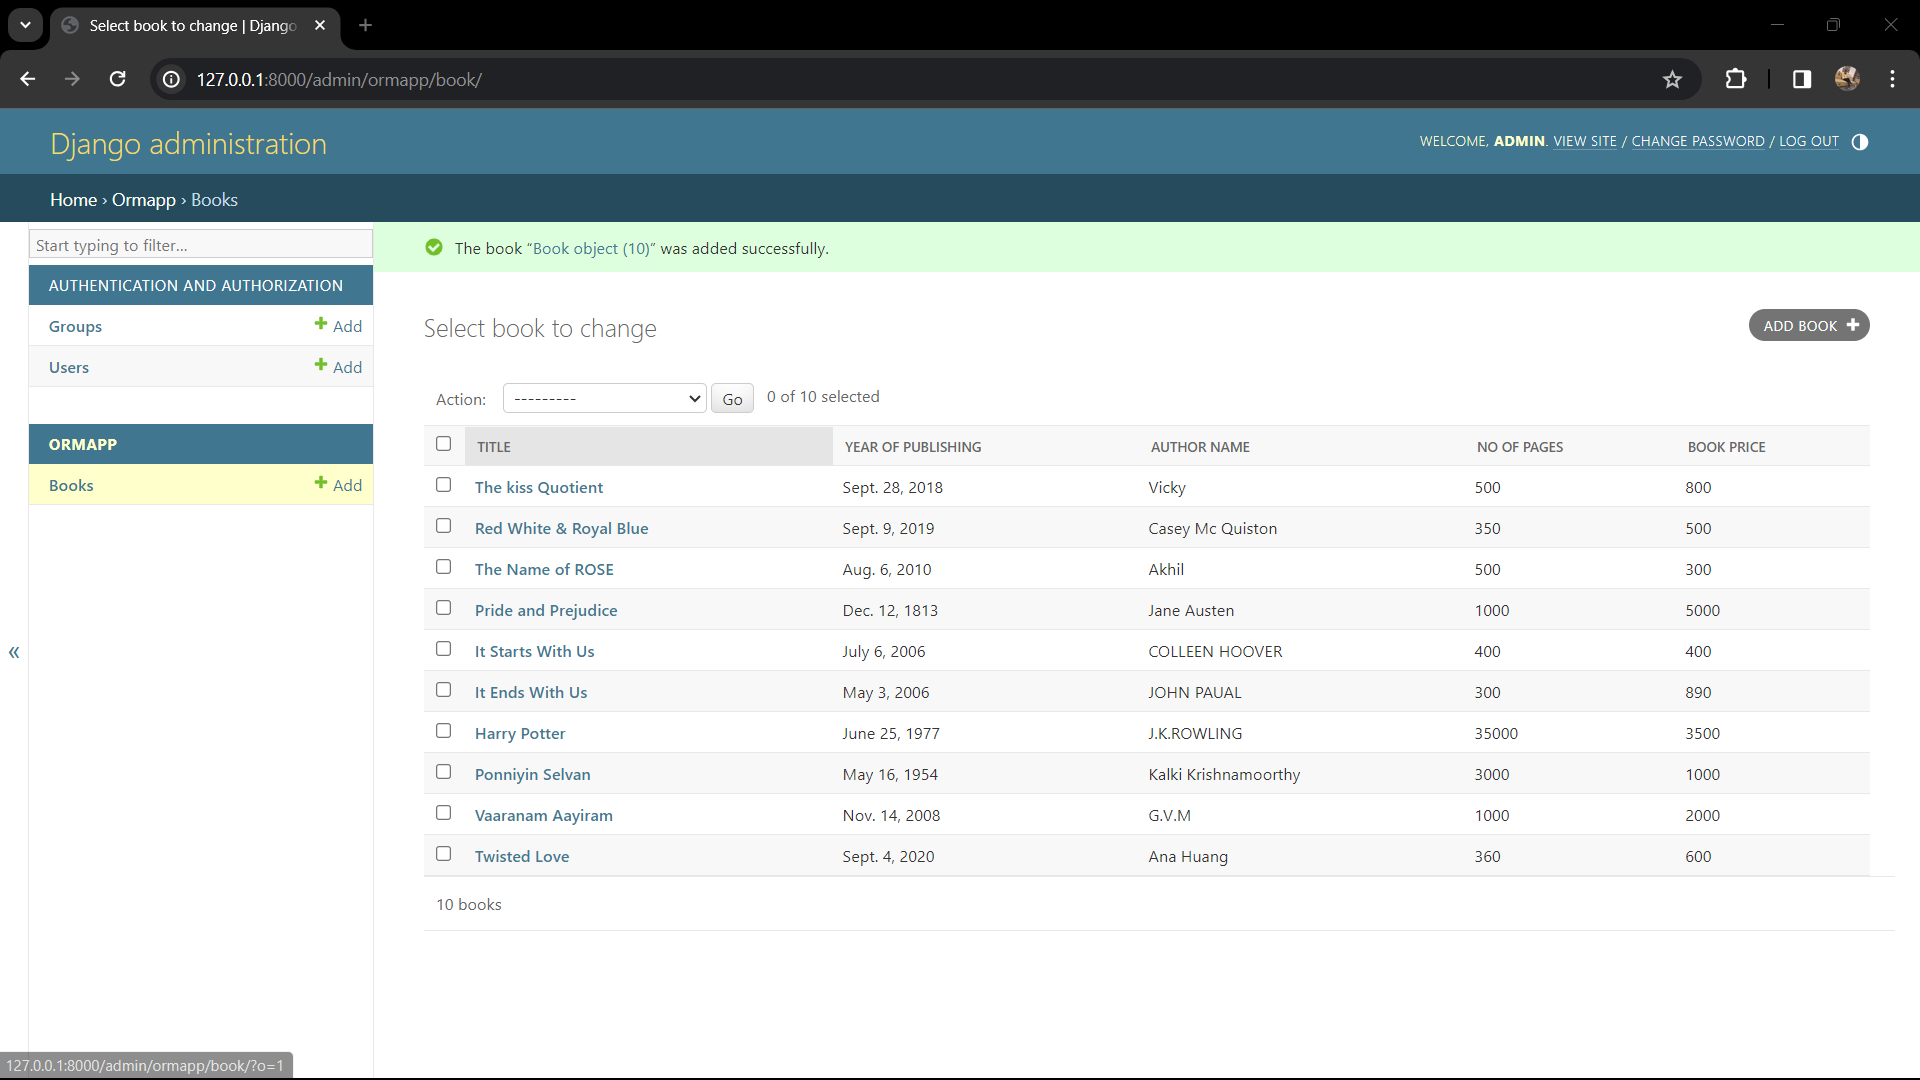 Select book to change | Django
127.0.0.1:8000/admin/ormapp/book/
Django administration
WELCOME, ADMIN. VIEW SITE / CHANGE PASSWORD / LOG OUT
Home › Ormapp › Books
Start typing to filter...
The book “Book object (10)” was added successfully.
AUTHENTICATION AND AUTHORIZATION
Groups + Add
Users + Add
ORMAPP
Books + Add
«
Select book to change
ADD BOOK +
Action: --------- Go 0 of 10 selected
TITLE YEAR OF PUBLISHING AUTHOR NAME NO OF PAGES BOOK PRICE
The kiss Quotient Sept. 28, 2018 Vicky 500 800
Red White & Royal Blue Sept. 9, 2019 Casey Mc Quiston 350 500
The Name of ROSE Aug. 6, 2010 Akhil 500 300
Pride and Prejudice Dec. 12, 1813 Jane Austen 1000 5000
It Starts With Us July 6, 2006 COLLEEN HOOVER 400 400
It Ends With Us May 3, 2006 JOHN PAUAL 300 890
Harry Potter June 25, 1977 J.K.ROWLING 35000 3500
Ponniyin Selvan May 16, 1954 Kalki Krishnamoorthy 3000 1000
Vaaranam Aayiram Nov. 14, 2008 G.V.M 1000 2000
Twisted Love Sept. 4, 2020 Ana Huang 360 600
10 books
127.0.0.1:8000/admin/ormapp/book/?o=1